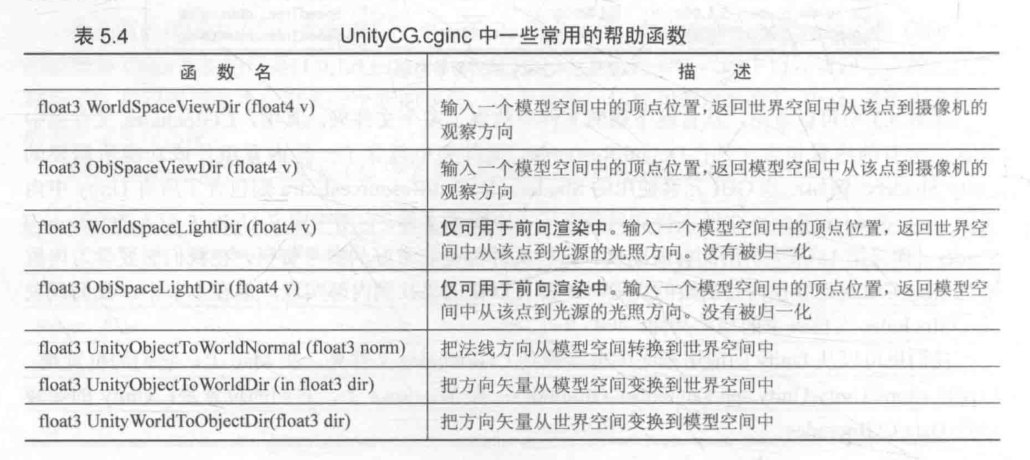 表 5.4 UnityCG.cginc 中一些常用的帮助函数
函 数 名 描 述
float3 WorldSpaceViewDir (float4 v) 输入一个模型空间中的顶点位置,返回世界空间中从该点到摄像机的
观察方向
float3 ObjSpaceViewDir (float4 v) 输入一个模型空间中的顶点位置,返回模型空间中从该点到摄像机的
观察方向
float3 WorldSpaceLightDir (float4 v) 仅可用于前向渲染中。输入一个模型空间中的顶点位置,返回世界空
间中从该点到光源的光照方向。没有被归一化
float3 ObjSpaceLightDir (float4 v) 仅可用于前向渲染中。输入一个模型空间中的顶点位置,返回模型空
间中从该点到光源的光照方向。没有被归一化
float3 UnityObjectToWorldNormal (float3 norm) 把法线方向从模型空间转换到世界空间中
float3 UnityObjectToWorldDir (in float3 dir) 把方向矢量从模型空间变换到世界空间中
float3 UnityWorldToObjectDir(float3 dir) 把方向矢量从世界空间变换到模型空间中